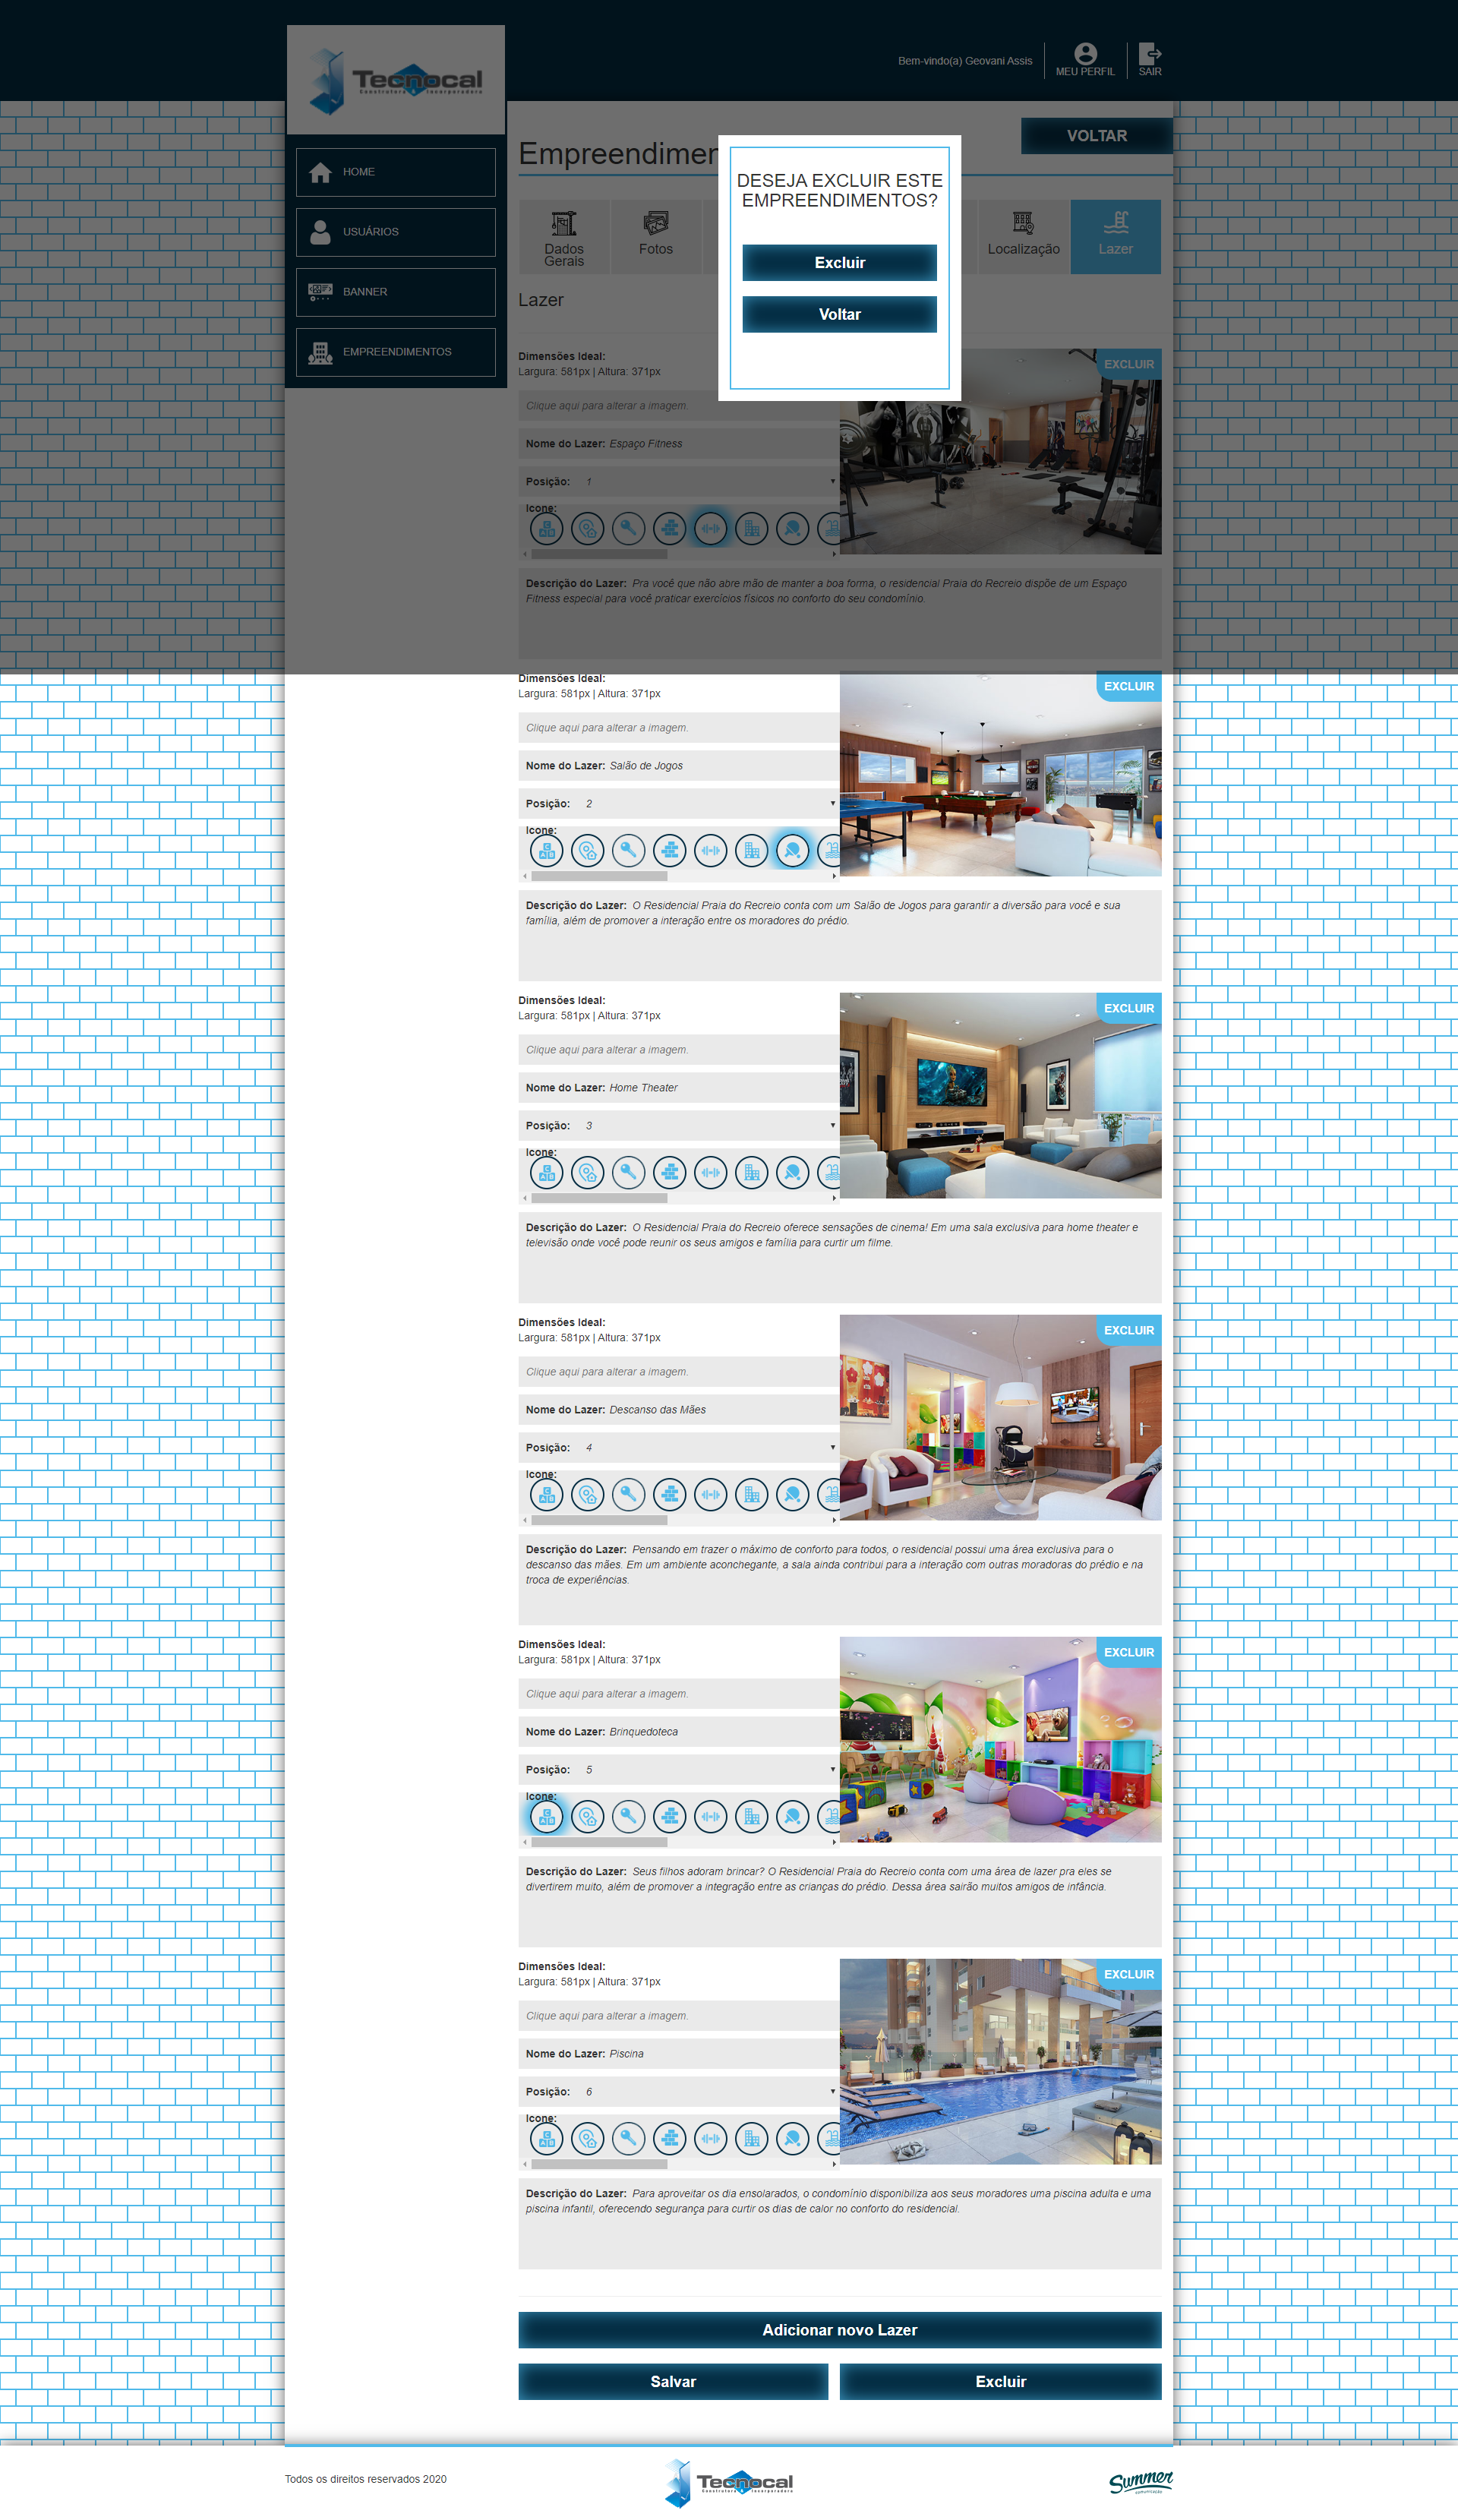 Tecnocal
Construtora & Incorporadora
Bem-vindo(a) Geovani Assis
MEU PERFIL
SAIR
HOME
USUÁRIOS
BANNER
EMPREENDIMENTOS
VOLTAR
Empreendimen
DESEJA EXCLUIR ESTE
EMPREENDIMENTOS?
Excluir
Voltar
Dados
Gerais
Fotos
Localização
Lazer
Lazer
Dimensões Ideal:
Largura: 581px | Altura: 371px
EXCLUIR
Clique aqui para alterar a imagem.
Nome do Lazer: Espaço Fitness
Posição: 1
Icone:
Descrição do Lazer: Pra você que não abre mão de manter a boa forma, o residencial Praia do Recreio dispõe de um Espaço
Fitness especial para você praticar exercícios físicos no conforto do seu condomínio.
Dimensões Ideal:
Largura: 581px | Altura: 371px
EXCLUIR
Clique aqui para alterar a imagem.
Nome do Lazer: Salão de Jogos
Posição: 2
Icone:
Descrição do Lazer: O Residencial Praia do Recreio conta com um Salão de Jogos para garantir a diversão para você e sua
família, além de promover a interação entre os moradores do prédio.
Dimensões Ideal:
Largura: 581px | Altura: 371px
EXCLUIR
Clique aqui para alterar a imagem.
Nome do Lazer: Home Theater
Posição: 3
Icone:
Descrição do Lazer: O Residencial Praia do Recreio oferece sensações de cinema! Em uma sala exclusiva para home theater e
televisão onde você pode reunir os seus amigos e família para curtir um filme.
Dimensões Ideal:
Largura: 581px | Altura: 371px
EXCLUIR
Clique aqui para alterar a imagem.
Nome do Lazer: Descanso das Mães
Posição: 4
Icone:
Descrição do Lazer: Pensando em trazer o máximo de conforto para todos, o residencial possui uma área exclusiva para o
descanso das mães. Em um ambiente aconchegante, a sala ainda contribui para a interação com outras moradoras do prédio e na
troca de experiências.
Dimensões Ideal:
Largura: 581px | Altura: 371px
EXCLUIR
Clique aqui para alterar a imagem.
Nome do Lazer: Brinquedoteca
Posição: 5
Icone:
Descrição do Lazer: Seus filhos adoram brincar? O Residencial Praia do Recreio conta com uma área de lazer pra eles se
divertirem muito, além de promover a integração entre as crianças do prédio. Dessa área sairão muitos amigos de infância.
Dimensões Ideal:
Largura: 581px | Altura: 371px
EXCLUIR
Clique aqui para alterar a imagem.
Nome do Lazer: Piscina
Posição: 6
Icone:
Descrição do Lazer: Para aproveitar os dia ensolarados, o condomínio disponibiliza aos seus moradores uma piscina adulta e uma
piscina infantil, oferecendo segurança para curtir os dias de calor no conforto do residencial.
Adicionar novo Lazer
Salvar
Excluir
Todos os direitos reservados 2020
Tecnocal
Construtora & Incorporadora
Summer
comunicação